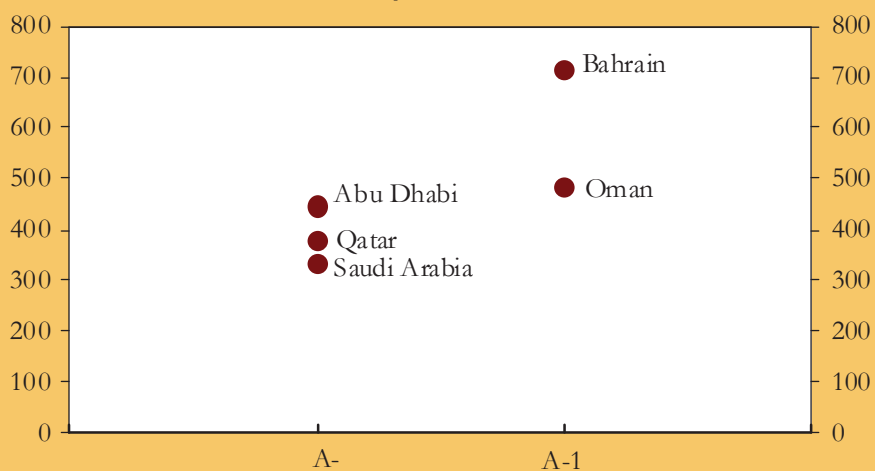 800 800
700 Bahrain 700
600 600
500 Abu Dhabi Oman 500
400 Qatar 400
300 Saudi Arabia 300
200 200
100 100
0 0
A- A-1